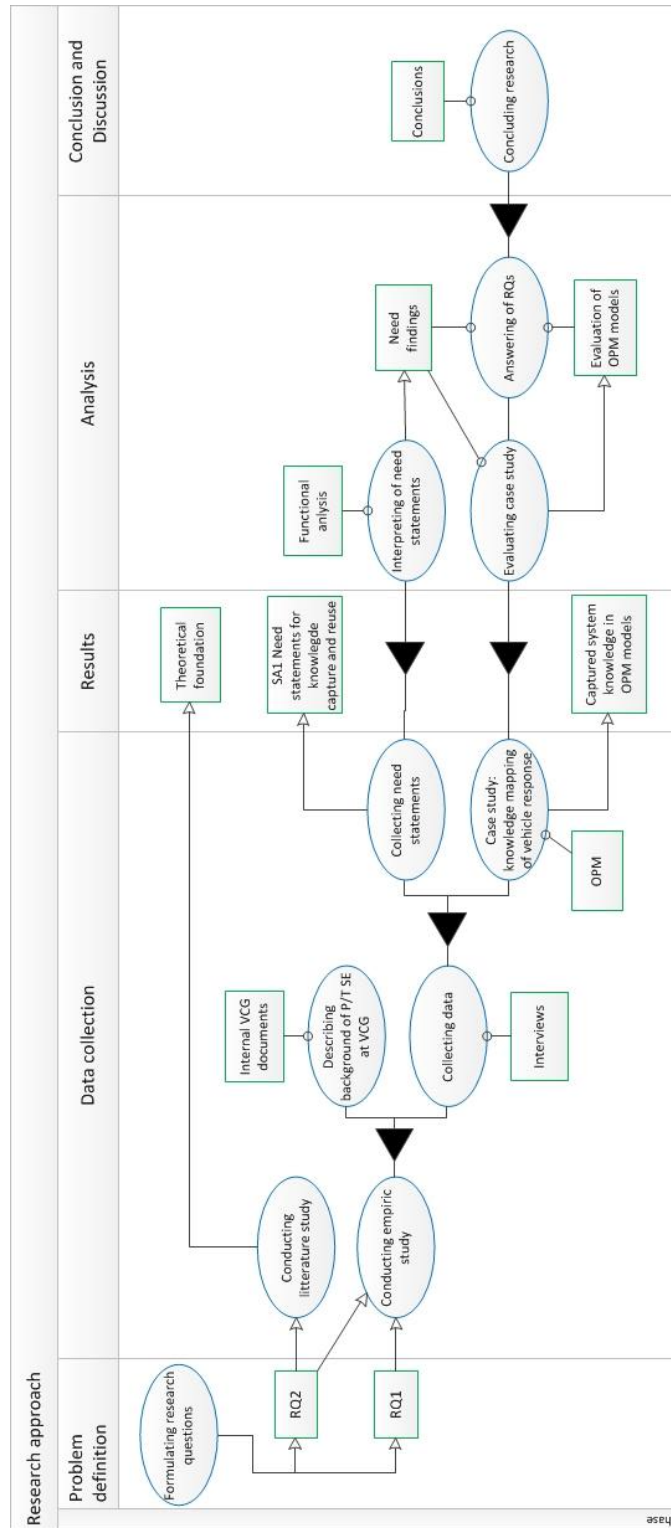 Research approach
Problem
definition
Data collection
Results
Analysis
Conclusion and
Discussion
Formulating research
questions
RQ2
RQ1
Conducting
litterature study
Conducting empiric
study
Internal VCG
documents
Describing
background of P/T SE
at VCG
Collecting data
Interviews
Collecting need
statements
Case study:
knowledge mapping
of vehicle response
OPM
Theoretical
foundation
SA1 Need
statements for
knowlegde
capture and reuse
Captured system
knowledge in
OPM models
Functional
anlysis
Interpreting of need
statements
Evaluating case study
Need
findings
Answering of RQs
Evaluation of
OPM models
Conclusions
Concluding research
hase